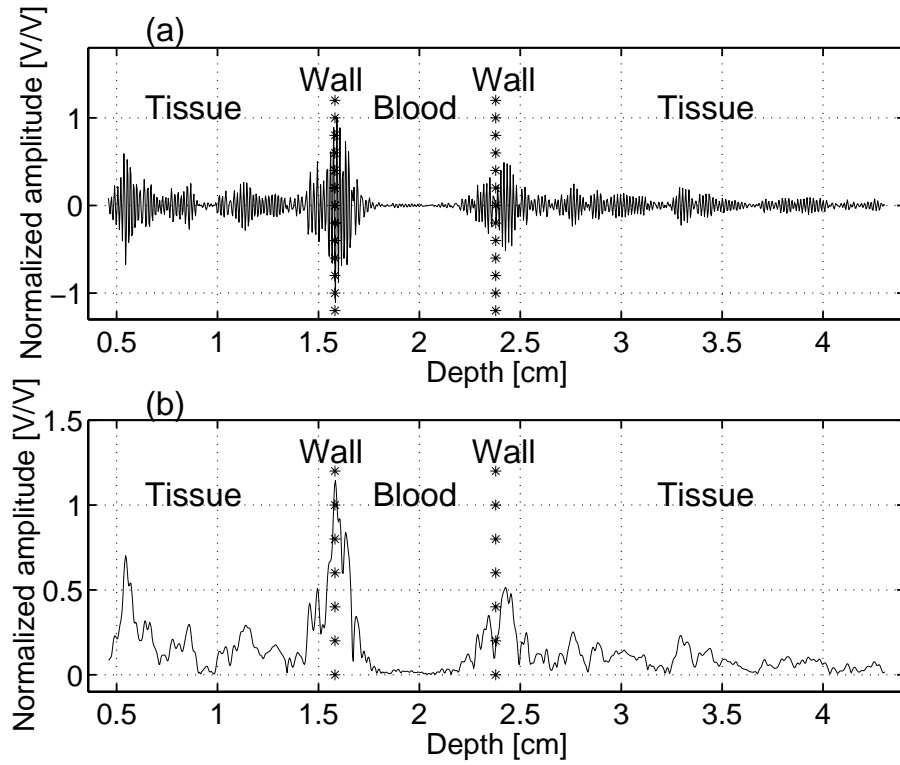 (a)
Normalized amplitude [V/V]
Wall Wall
Tissue Blood Tissue
1
0
−1
0.5 1 1.5 2 2.5 3 3.5 4
Depth [cm]
(b)
Normalized amplitude [V/V]
1.5
Wall Wall
Tissue Blood Tissue
1
0.5
0
0.5 1 1.5 2 2.5 3 3.5 4
Depth [cm]